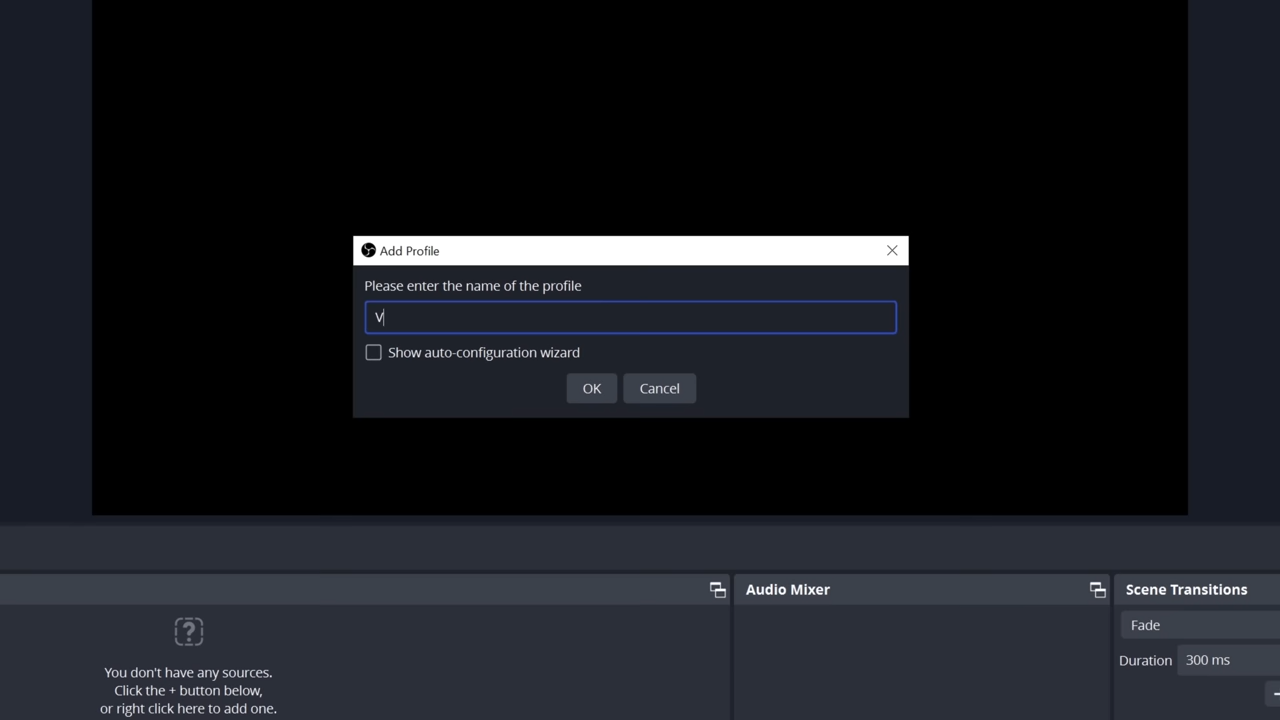 Add Profile
Please enter the name of the profile
V
Show auto-configuration wizard
OK Cancel
Audio Mixer
Scene Transitions
Fade
Duration 300 ms
You don't have any sources.
Click the + button below,
or right click here to add one.